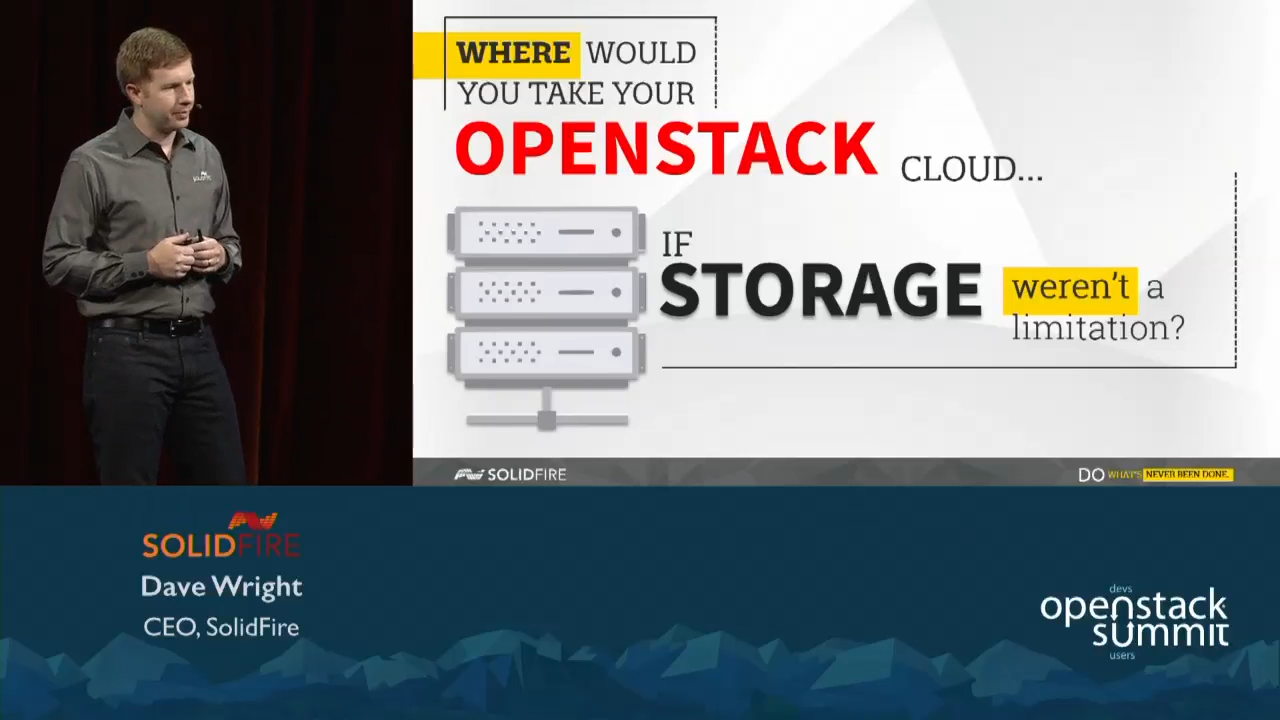 WHERE WOULD
YOU TAKE YOUR
OPENSTACK CLOUD...
IF
STORAGE weren't a
limitation?
SOLIDFIRE
DO WHAT'S NEVER BEEN DONE.
SOLIDFIRE
SOLIDFIRE
Dave Wright
CEO, SolidFire
devs
openstack
summit
users